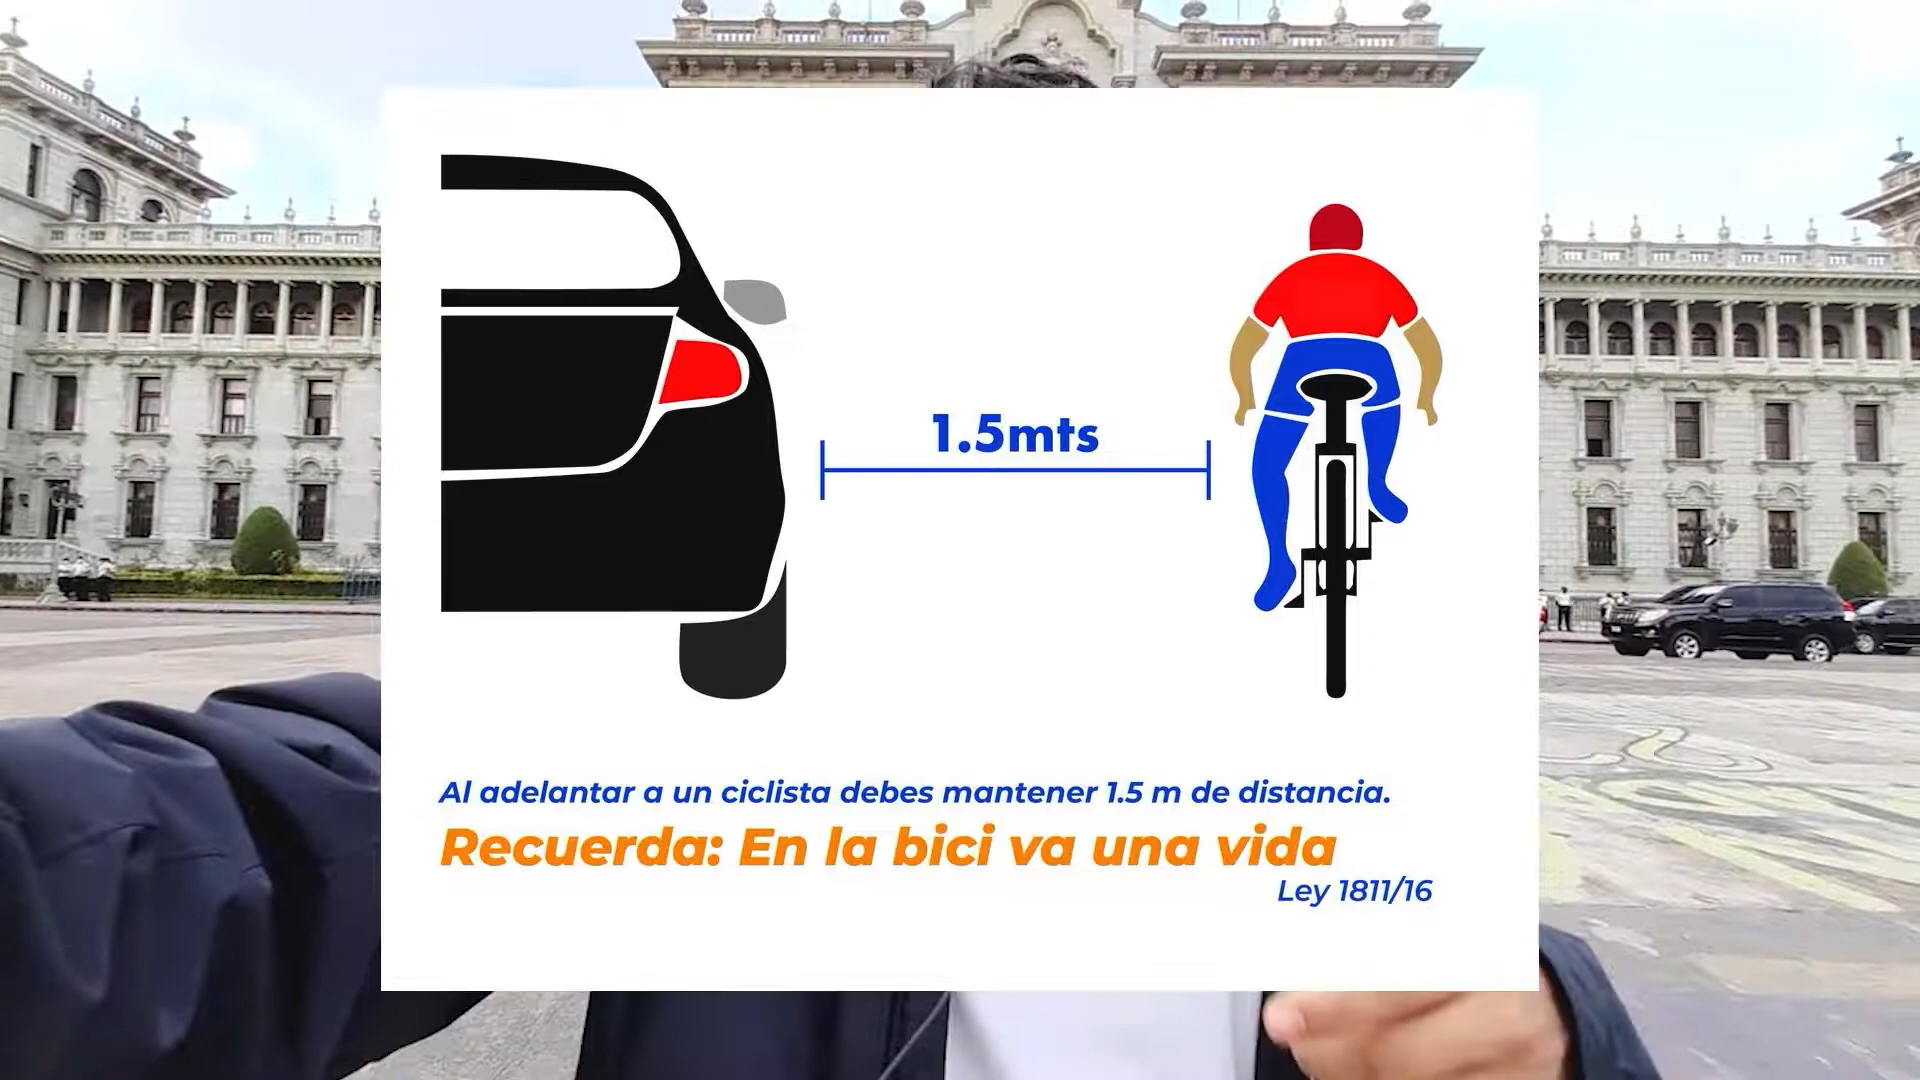 1.5mts
Al adelantar a un ciclista debes mantener 1.5 m de distancia.
Recuerda: En la bici va una vida
Ley 1811/16